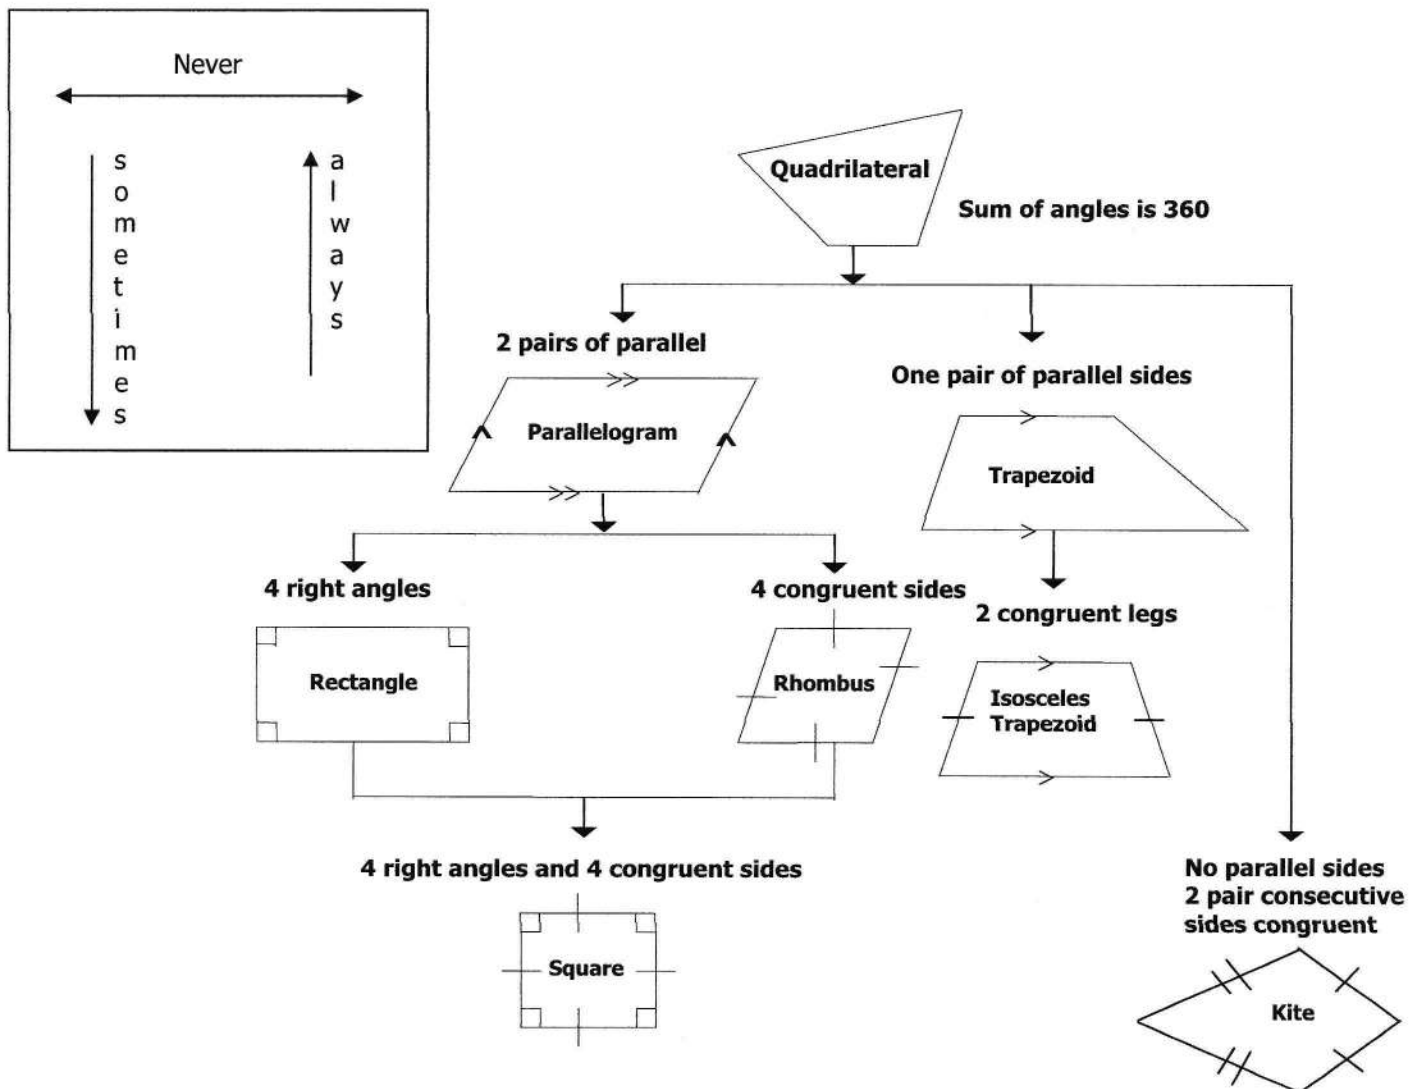 Never
sometimes
always
Quadrilateral
Sum of angles is 360
2 pairs of parallel
Parallelogram
One pair of parallel sides
Trapezoid
4 right angles
Rectangle
4 congruent sides
Rhombus
2 congruent legs
Isosceles
Trapezoid
4 right angles and 4 congruent sides
Square
No parallel sides
2 pair consecutive
sides congruent
Kite